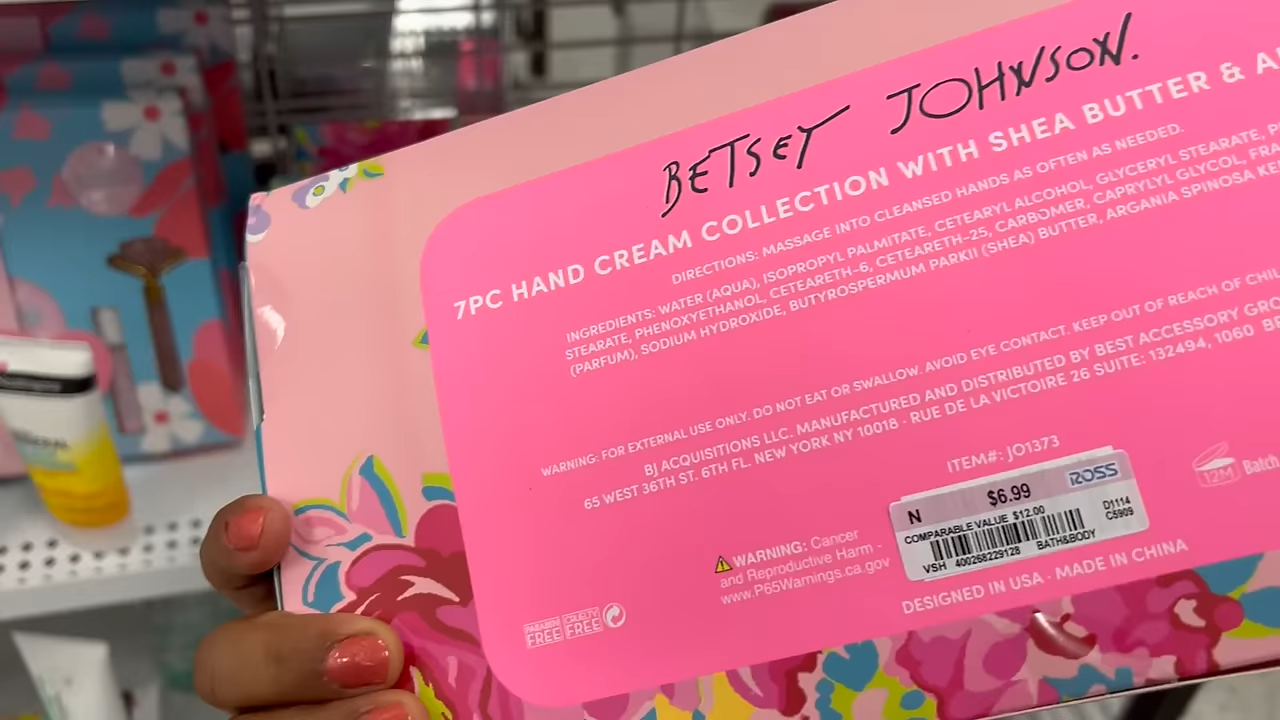 BETSEY JOHNSON.
7PC HAND CREAM COLLECTION WITH SHEA BUTTER &
DIRECTIONS: MASSAGE INTO CLEANSED HANDS AS OFTEN AS NEEDED.
INGREDIENTS: WATER (AQUA), ISOPROPYL PALMITATE, CETEARYL ALCOHOL, GLYCERYL STEARATE,
STEARATE, PHENOXYETHANOL, CETEARETH-6, CETEARETH-25, CARBOMER, CAPRYLYL GLYCOL,
(PARFUM), SODIUM HYDROXIDE, BUTYROSPERMUM PARKII (SHEA) BUTTER, ARGANIA SPINOSA
WARNING: FOR EXTERNAL USE ONLY. DO NOT EAT OR SWALLOW. AVOID EYE CONTACT. KEEP OUT OF REACH OF
BJ ACQUISITIONS LLC. MANUFACTURED AND DISTRIBUTED BY BEST ACCESSORY
65 WEST 36TH ST. 6TH FL. NEW YORK NY 10018 · RUE DE LA VICTOIRE 26 SUITE: 132494, 1060
ITEM#: JO1373
N $6.99 ROSS
COMPARABLE VALUE $12.00 D1114
C5909
VSH 400268229128 BATH&BODY
12M Batch
WARNING: Cancer
and Reproductive Harm -
www.P65Warnings.ca.gov
DESIGNED IN USA · MADE IN CHINA
PARABEN FREE CRUELTY FREE